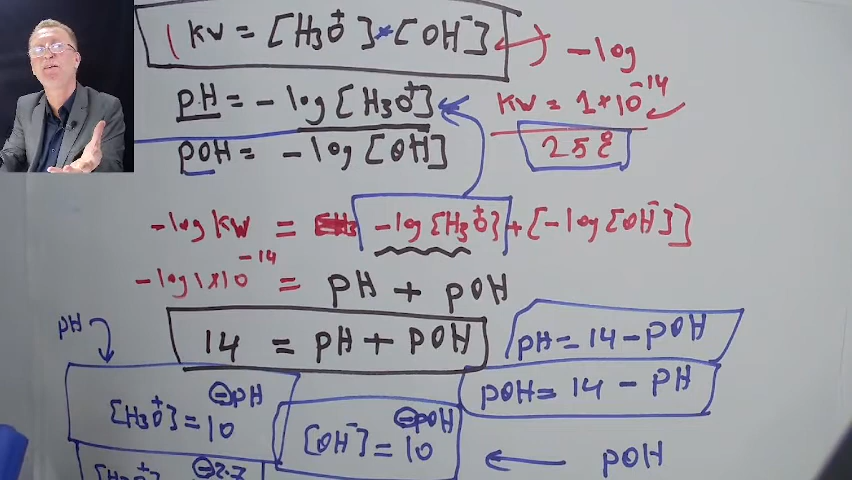 Kw = [H3O+] * [OH-]
-log
pH = -log[H3O+]
Kw = 1*10-14
25 c°
pOH = -log[OH-]
-log Kw = -log[H3O+] + [-log[OH-]]
-log 1*10-14 = pH + pOH
14 = pH + pOH
pH = 14 - pOH
pH
pOH = 14 - pH
[H3O+] = 10-pH
[OH-] = 10-pOH
pOH